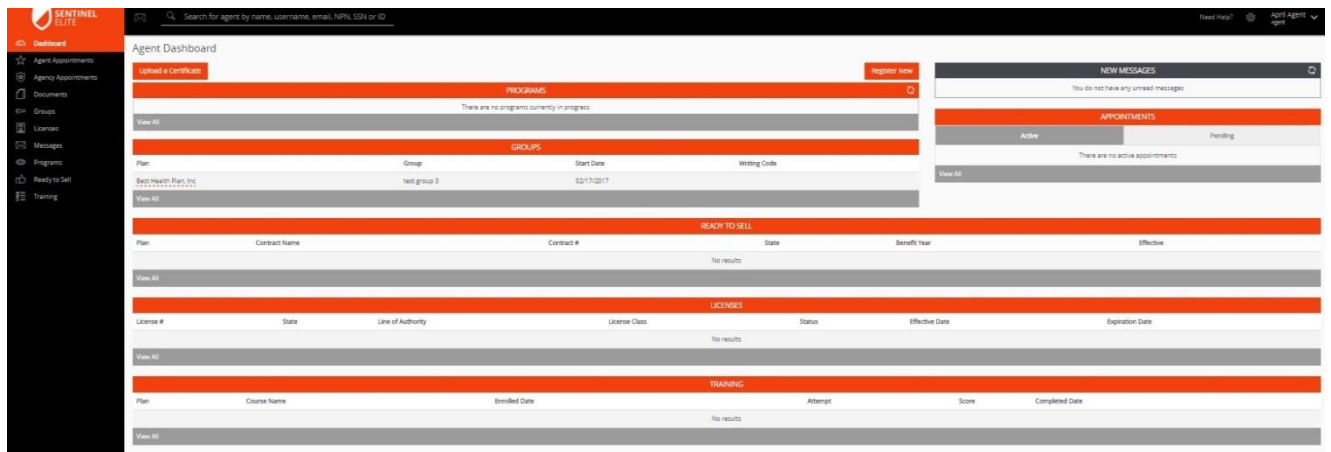 SENTINEL
ELITE
Search for agent by name, username, email, NPN, SSN or ID
Need Help?
April Agent
Agent
Dashboard
Agent Appointments
Agency Appointments
Documents
Groups
Licenses
Messages
Programs
Ready to Sell
Training
Agent Dashboard
Upload a Certificate
Register New
PROGRAMS
There are no programs currently in progress
View All
GROUPS
Plan Group Start Date Writing Code
Best Health Plan, Inc test group 3 02/17/2017
View All
NEW MESSAGES
You do not have any unread messages
APPOINTMENTS
Active Pending
There are no active appointments
View All
READY TO SELL
Plan Contract Name Contract # State Benefit Year Effective
No results
View All
LICENSES
License # State Line of Authority License Class Status Effective Date Expiration Date
No results
View All
TRAINING
Plan Course Name Enrolled Date Attempt Score Completed Date
No results
View All